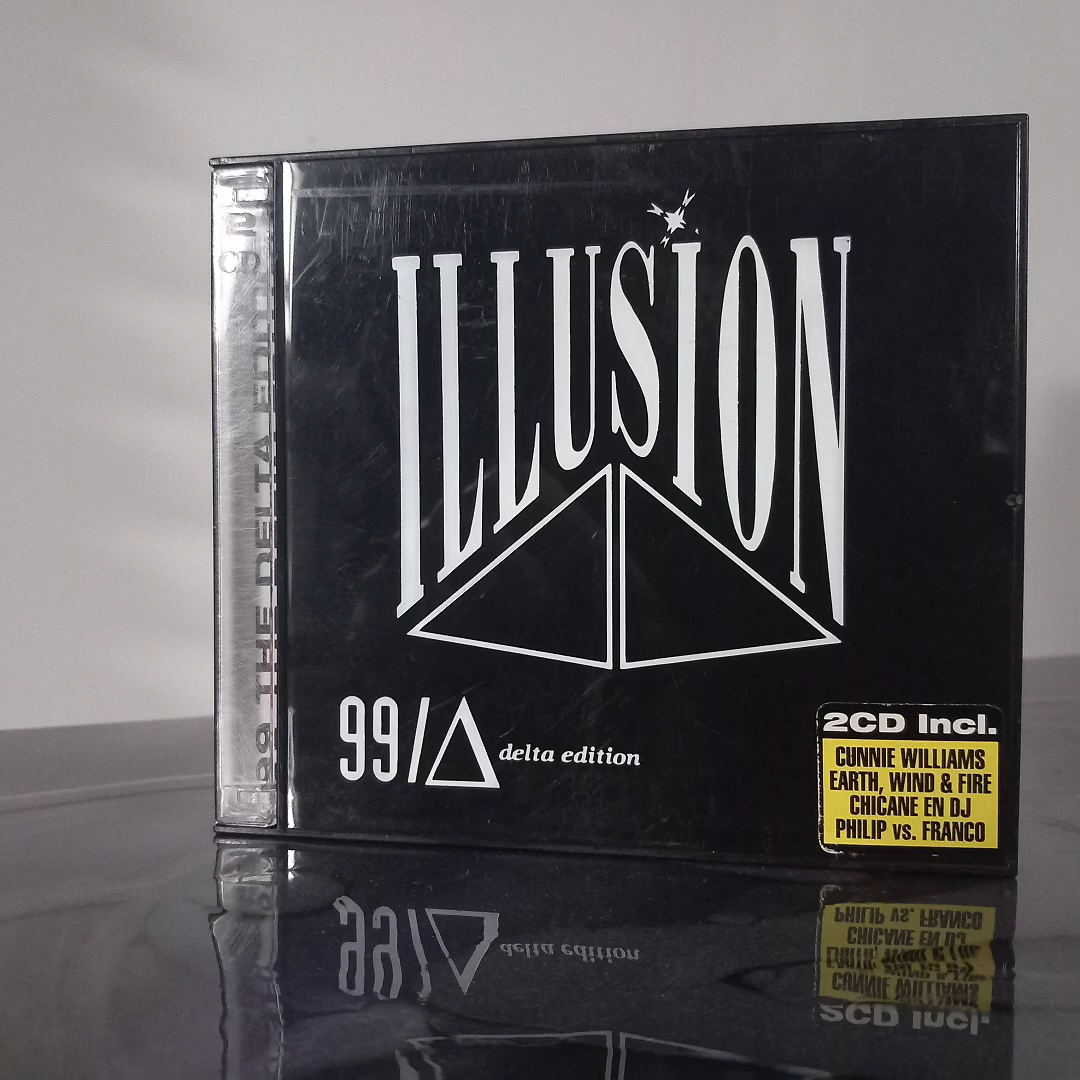 ILLUSION
99/Δ delta edition
2CD Incl.
CUNNIE WILLIAMS
EARTH, WIND & FIRE
CHICANE EN DJ
PHILIP vs. FRANCO
CD
99 THE DELTA EDITION